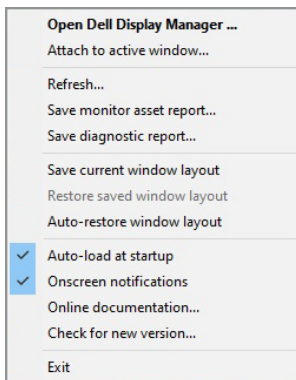 Open Dell Display Manager ...
Attach to active window...
Refresh...
Save monitor asset report...
Save diagnostic report...
Save current window layout
Restore saved window layout
Auto-restore window layout
Auto-load at startup
Onscreen notifications
Online documentation...
Check for new version...
Exit